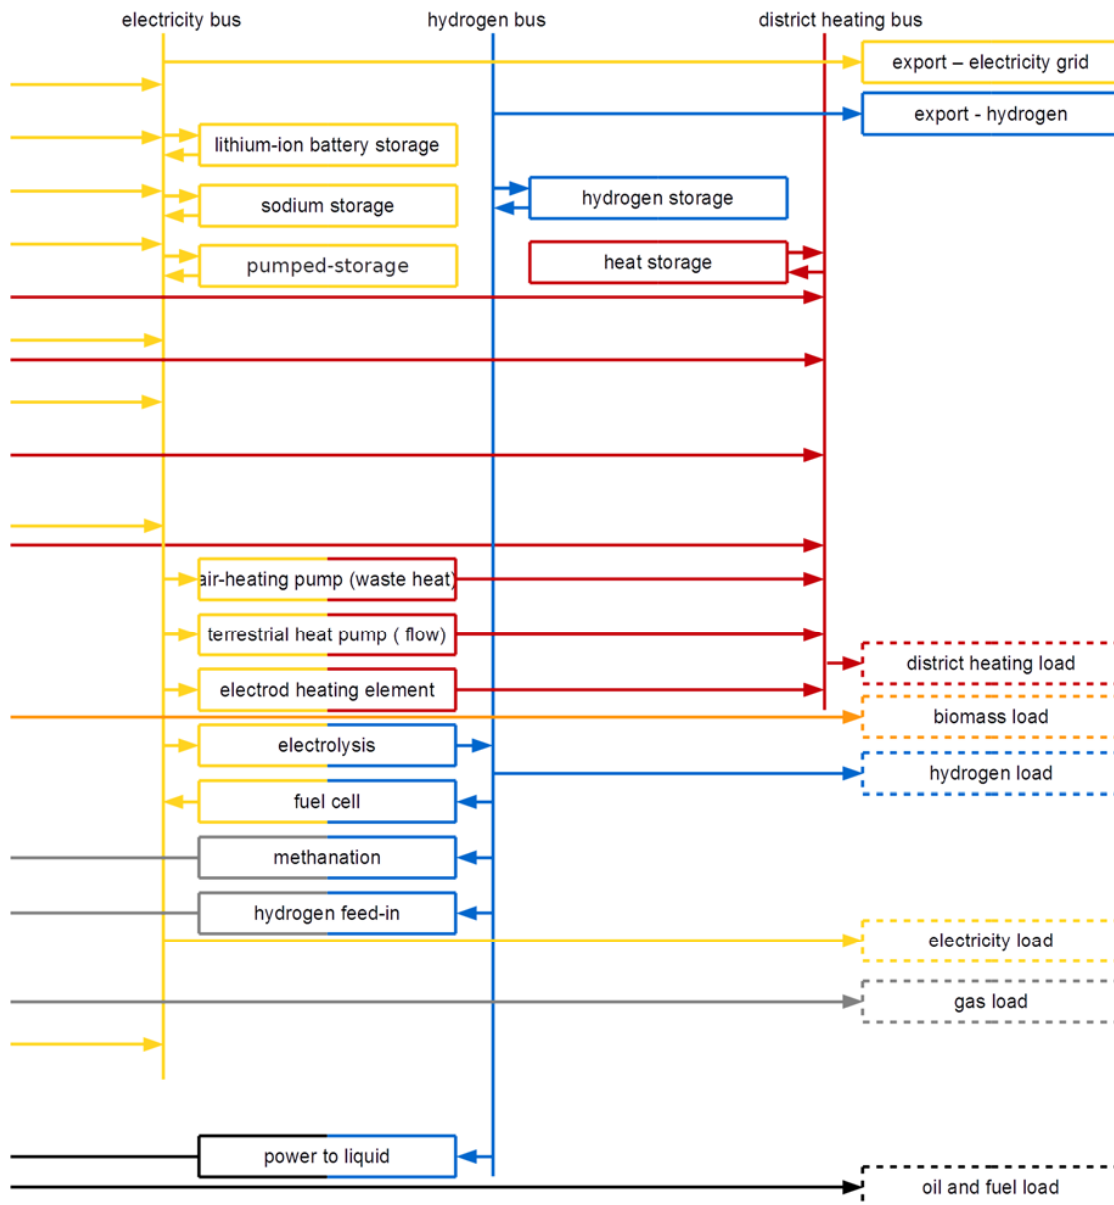 electricity bus
hydrogen bus
district heating bus
export – electricity grid
export - hydrogen
lithium-ion battery storage
hydrogen storage
sodium storage
heat storage
pumped-storage
air-heating pump (waste heat)
terrestrial heat pump ( flow)
district heating load
electrod heating element
biomass load
electrolysis
hydrogen load
fuel cell
methanation
hydrogen feed-in
electricity load
gas load
power to liquid
oil and fuel load